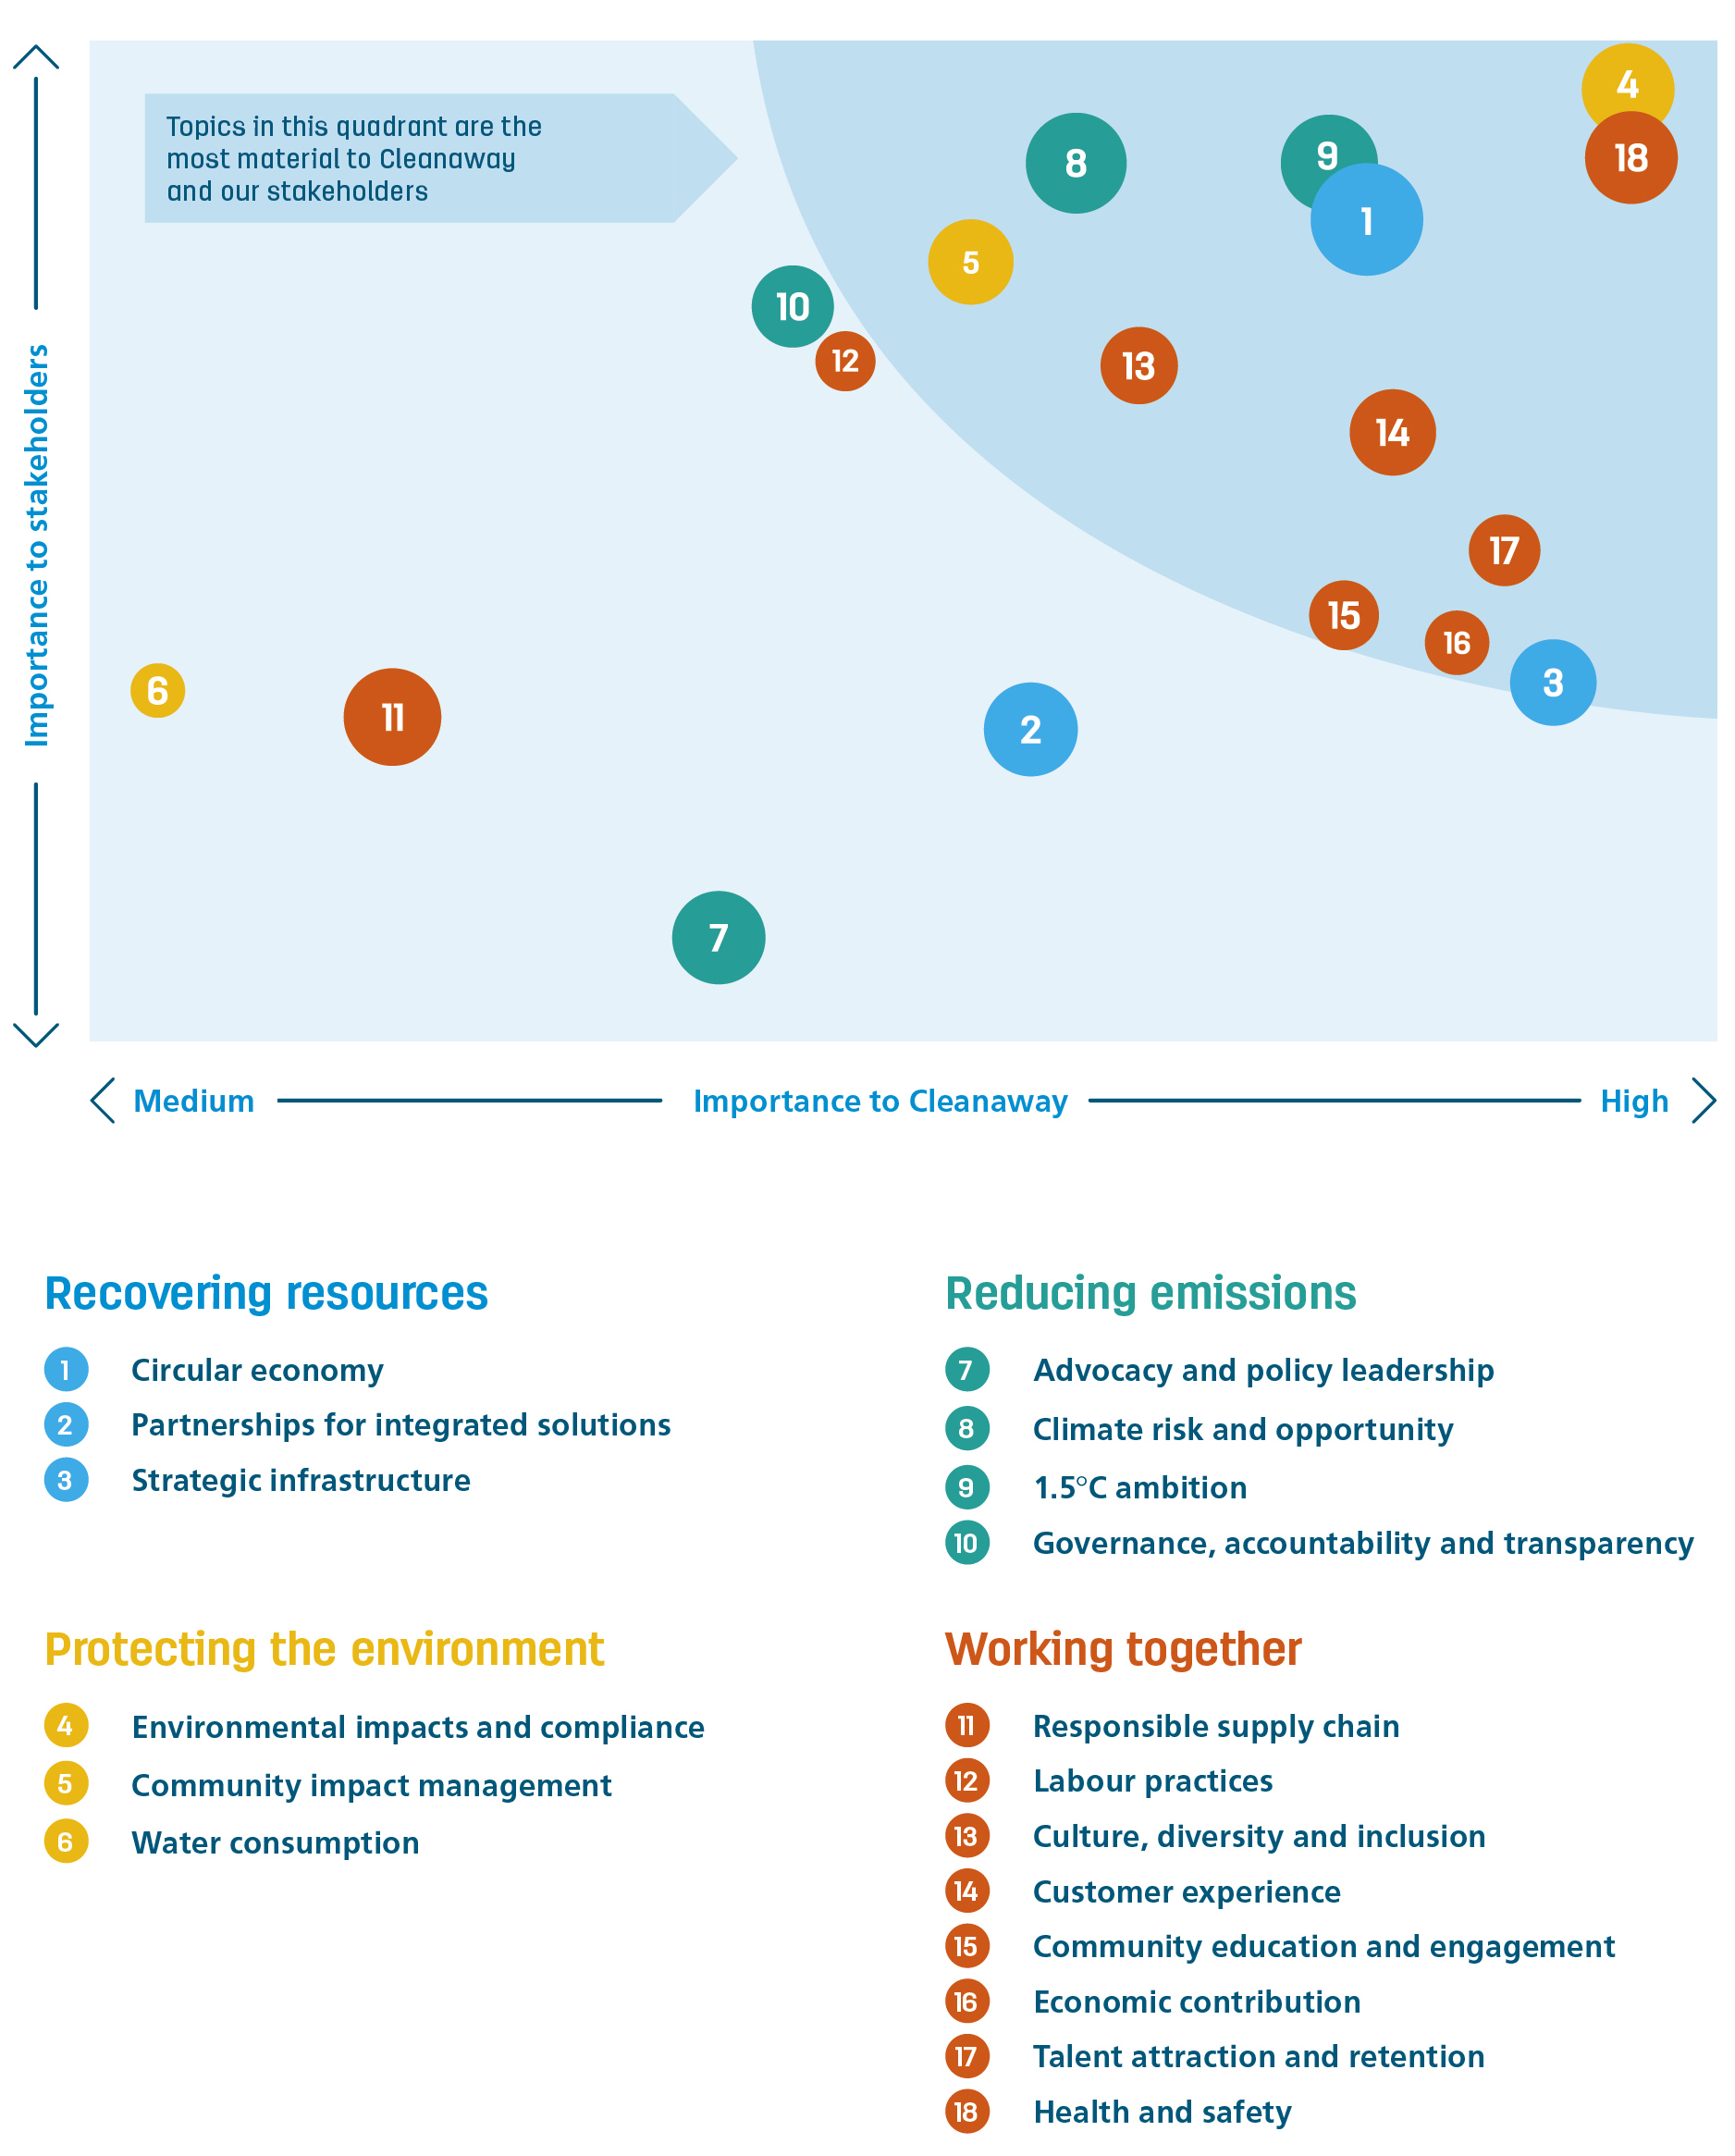 Topics in this quadrant are the
most material to Cleanaway
and our stakeholders
4
18
8
9
1
5
10
12
13
14
17
15
16
3
6
11
2
7
Importance to stakeholders
Medium
Importance to Cleanaway
High
Recovering resources
1 Circular economy
2 Partnerships for integrated solutions
3 Strategic infrastructure
Reducing emissions
7 Advocacy and policy leadership
8 Climate risk and opportunity
9 1.5°C ambition
10 Governance, accountability and transparency
Protecting the environment
4 Environmental impacts and compliance
5 Community impact management
6 Water consumption
Working together
11 Responsible supply chain
12 Labour practices
13 Culture, diversity and inclusion
14 Customer experience
15 Community education and engagement
16 Economic contribution
17 Talent attraction and retention
18 Health and safety